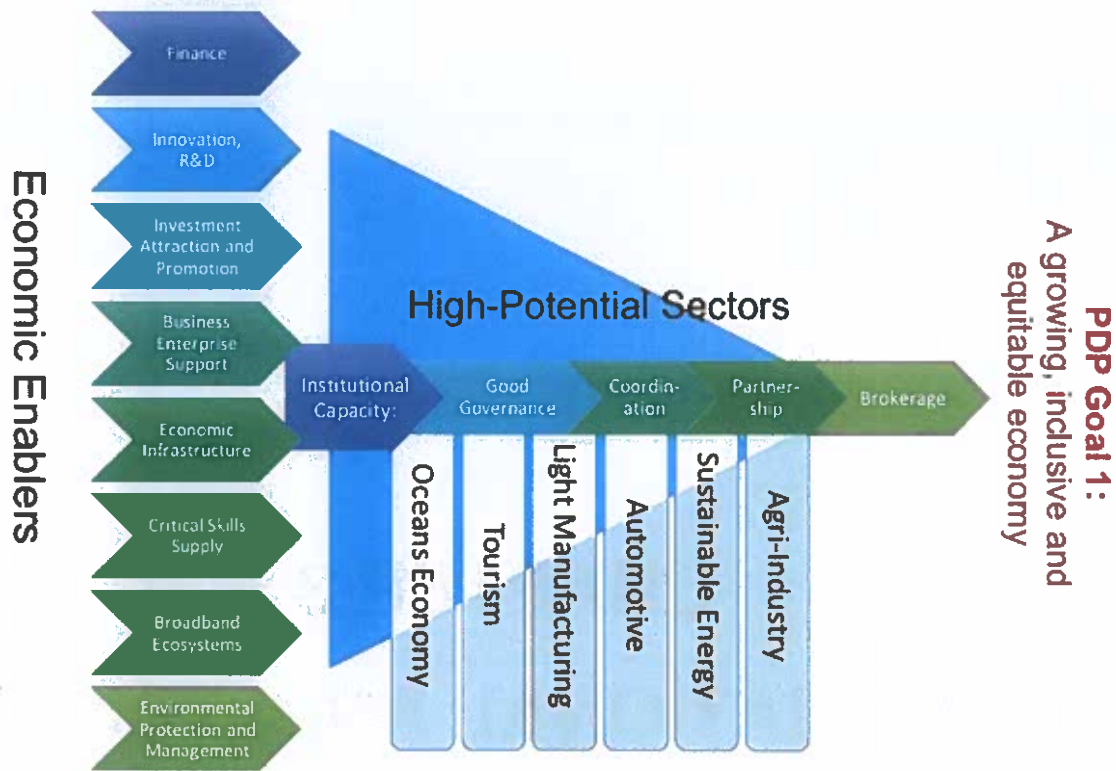 Economic Enablers
Finance
Innovation,
R&D
Investment
Attraction and
Promotion
Business
Enterprise
Support
Economic
Infrastructure
Critical Skills
Supply
Broadband
Ecosystems
Environmental
Protection and
Management
High-Potential Sectors
Institutional
Capacity:
Good
Governance
Coordin-
ation
Partner-
ship
Brokerage
Oceans Economy
Tourism
Light Manufacturing
Automotive
Sustainable Energy
Agri-Industry
PDP Goal 1:
A growing, inclusive and
equitable economy